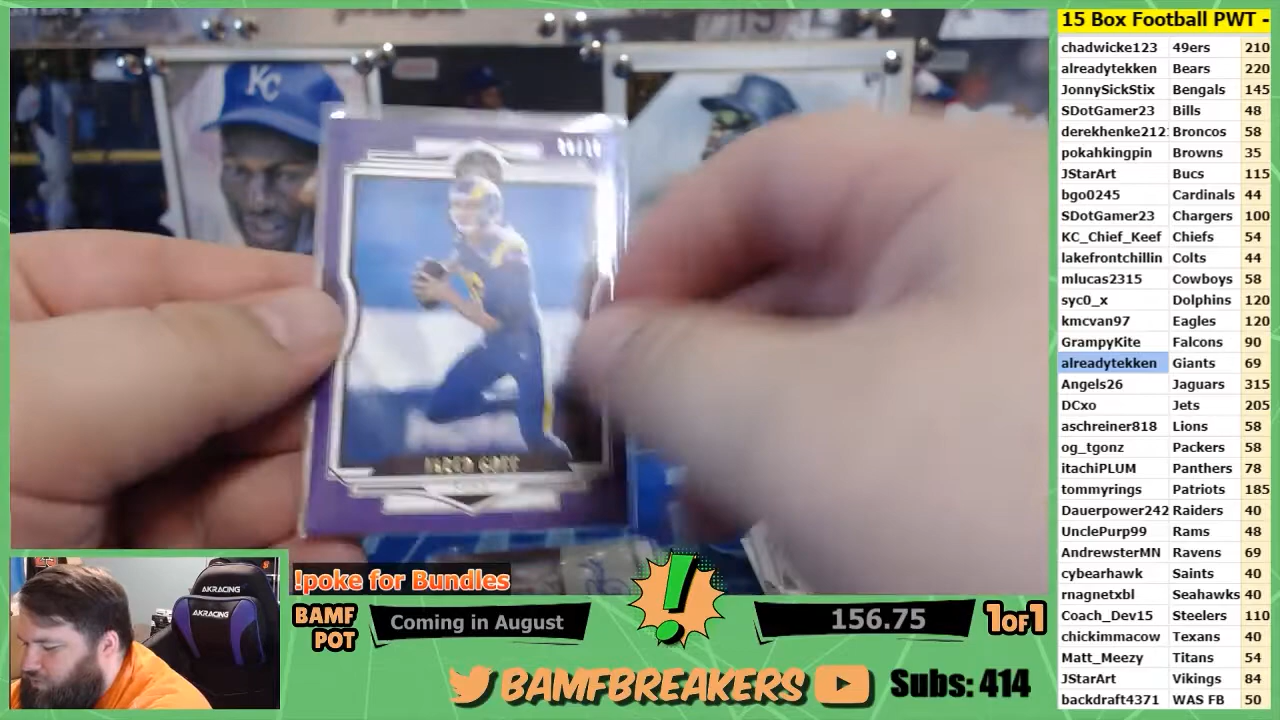 15 Box Football PWT -
chadwicke123 49ers 210
alreadytekken Bears 220
JonnySickStix Bengals 145
SDotGamer23 Bills 48
derekhenke212 Broncos 58
pokahkingpin Browns 35
JStarArt Bucs 115
bgo0245 Cardinals 44
SDotGamer23 Chargers 100
KC_Chief_Keef Chiefs 54
lakefrontchillin Colts 44
mlucas2315 Cowboys 58
syc0_x Dolphins 120
kmcvan97 Eagles 120
GrampyKite Falcons 90
alreadytekken Giants 69
Angels26 Jaguars 315
DCxo Jets 205
aschreiner818 Lions 58
og_tgonz Packers 58
itachiPLUM Panthers 78
tommyrings Patriots 185
Dauerpower242 Raiders 40
UnclePurp99 Rams 48
AndrewsterMN Ravens 69
cybearhawk Saints 40
rnagnetxbl Seahawks 40
Coach_Dev15 Steelers 110
chickimmacow Texans 40
Matt_Meezy Titans 54
JStarArt Vikings 84
backdraft4371 WAS FB 50
KC
JARED GOFF
AKRACING
AKRACING
!poke for Bundles
BAMF POT
Coming in August
!
156.75
1OF1
BAMFBREAKERS
Subs: 414